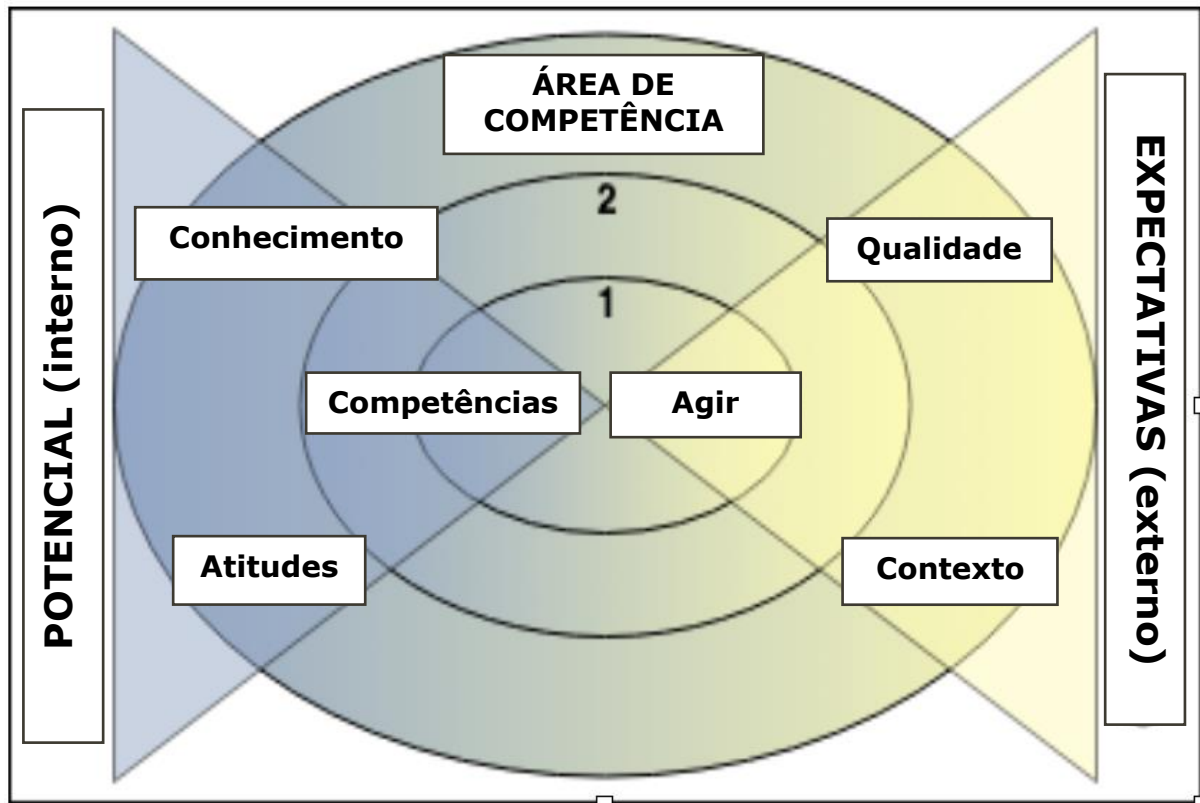 ÁREA DE
COMPETÊNCIA
2
1
POTENCIAL (interno)
Conhecimento
Competências
Atitudes
Qualidade
Agir
Contexto
EXPECTATIVAS (externo)